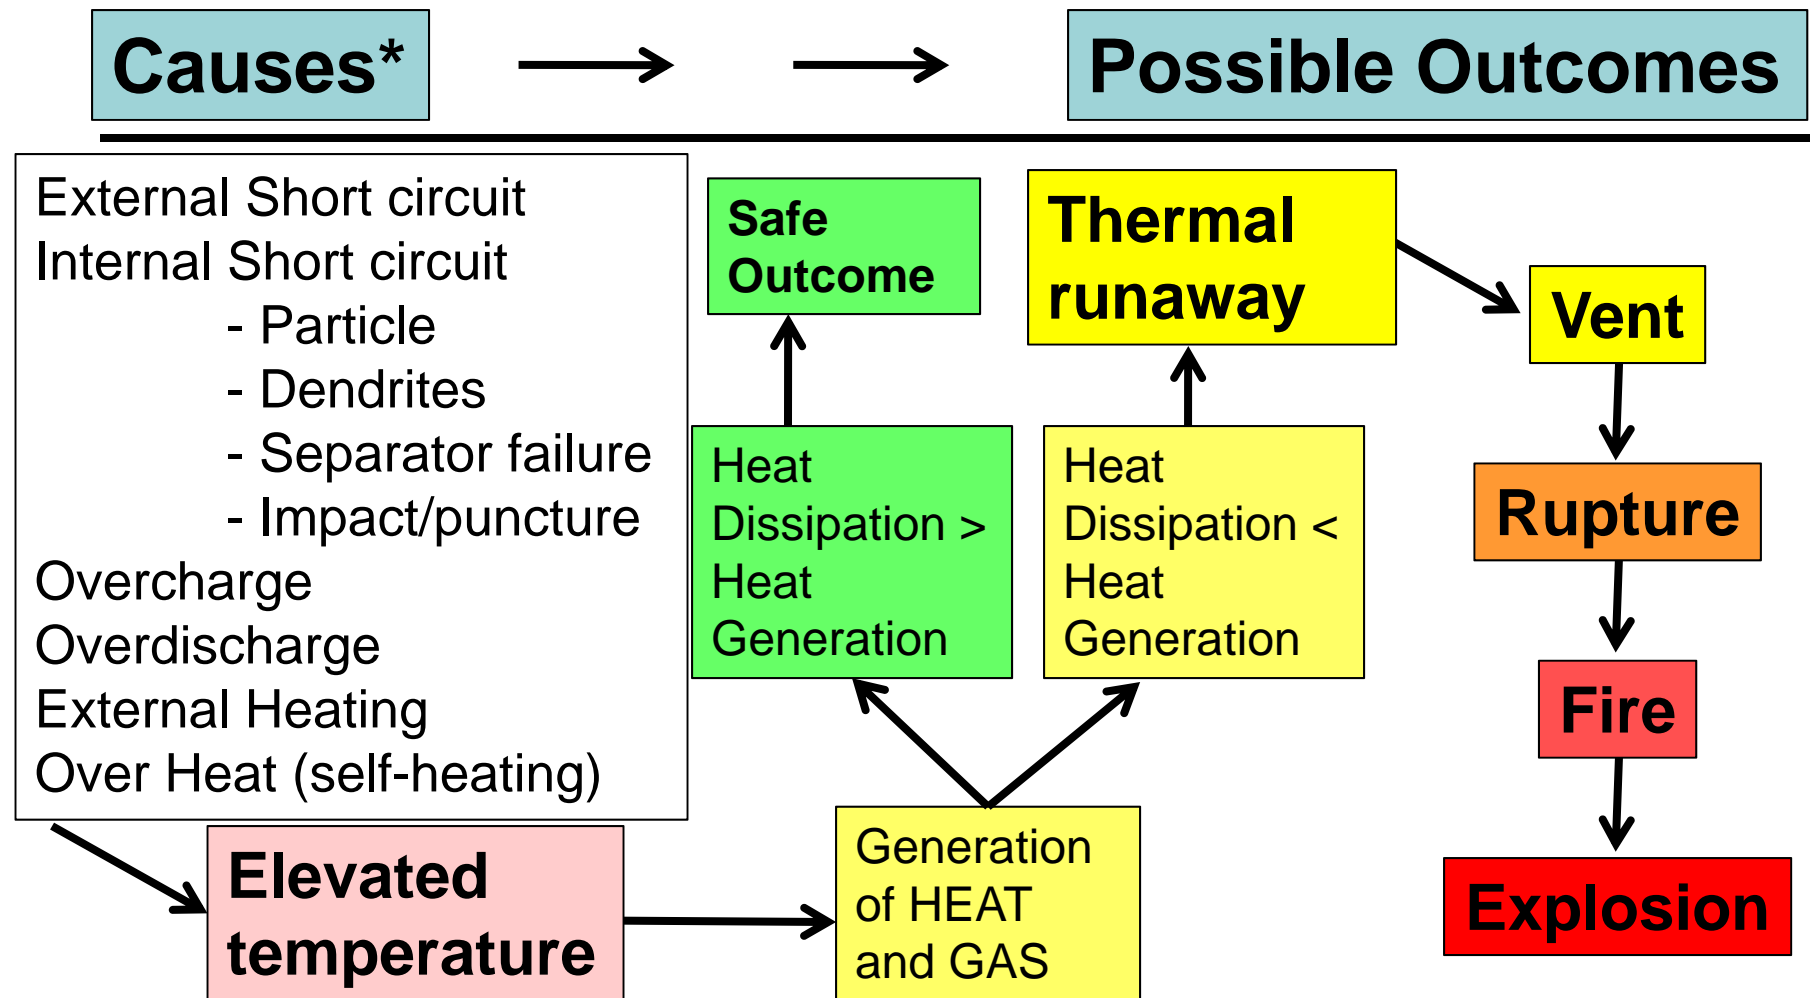 Causes*
Possible Outcomes
External Short circuit
Internal Short circuit
- Particle
- Dendrites
- Separator failure
- Impact/puncture
Overcharge
Overdischarge
External Heating
Over Heat (self-heating)
Elevated
temperature
Generation
of HEAT
and GAS
Heat
Dissipation >
Heat
Generation
Safe
Outcome
Heat
Dissipation <
Heat
Generation
Thermal
runaway
Vent
Rupture
Fire
Explosion